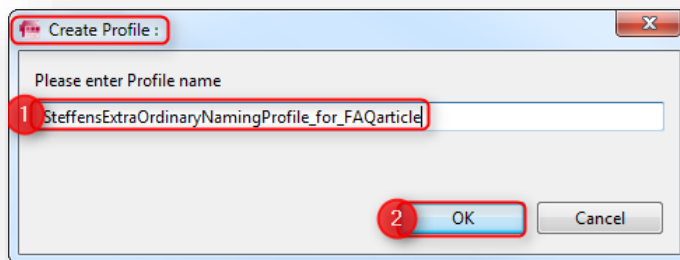 Create Profile :
Please enter Profile name
1 SteffensExtraOrdinaryNamingProfile_for_FAQarticle
2 OK Cancel